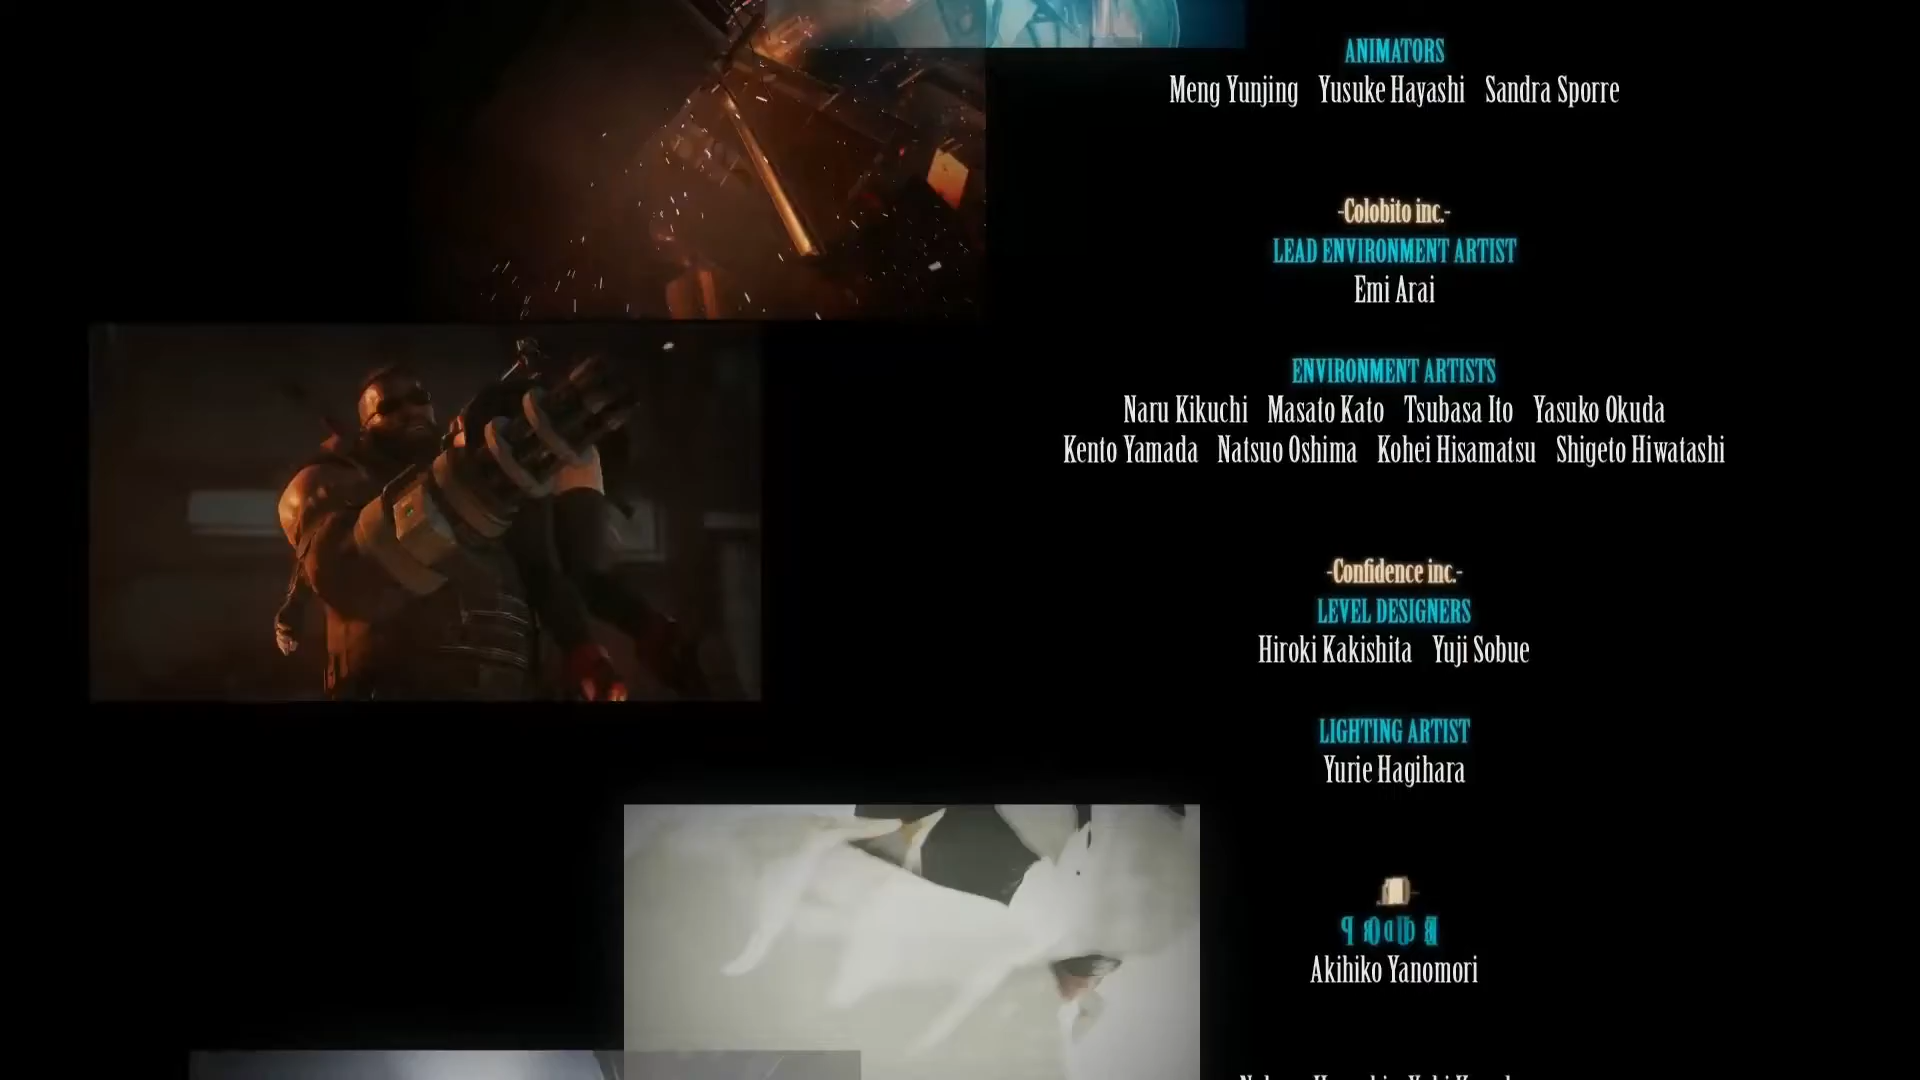 ANIMATORS
Meng Yunjing Yusuke Hayashi Sandra Sporre
-Colobito inc.-
LEAD ENVIRONMENT ARTIST
Emi Arai
ENVIRONMENT ARTISTS
Naru Kikuchi Masato Kato Tsubasa Ito Yasuko Okuda
Kento Yamada Natsuo Oshima Kohei Hisamatsu Shigeto Hiwatashi
-Confidence inc.-
LEVEL DESIGNERS
Hiroki Kakishita Yuji Sobue
LIGHTING ARTIST
Yurie Hagihara
Akihiko Yanomori